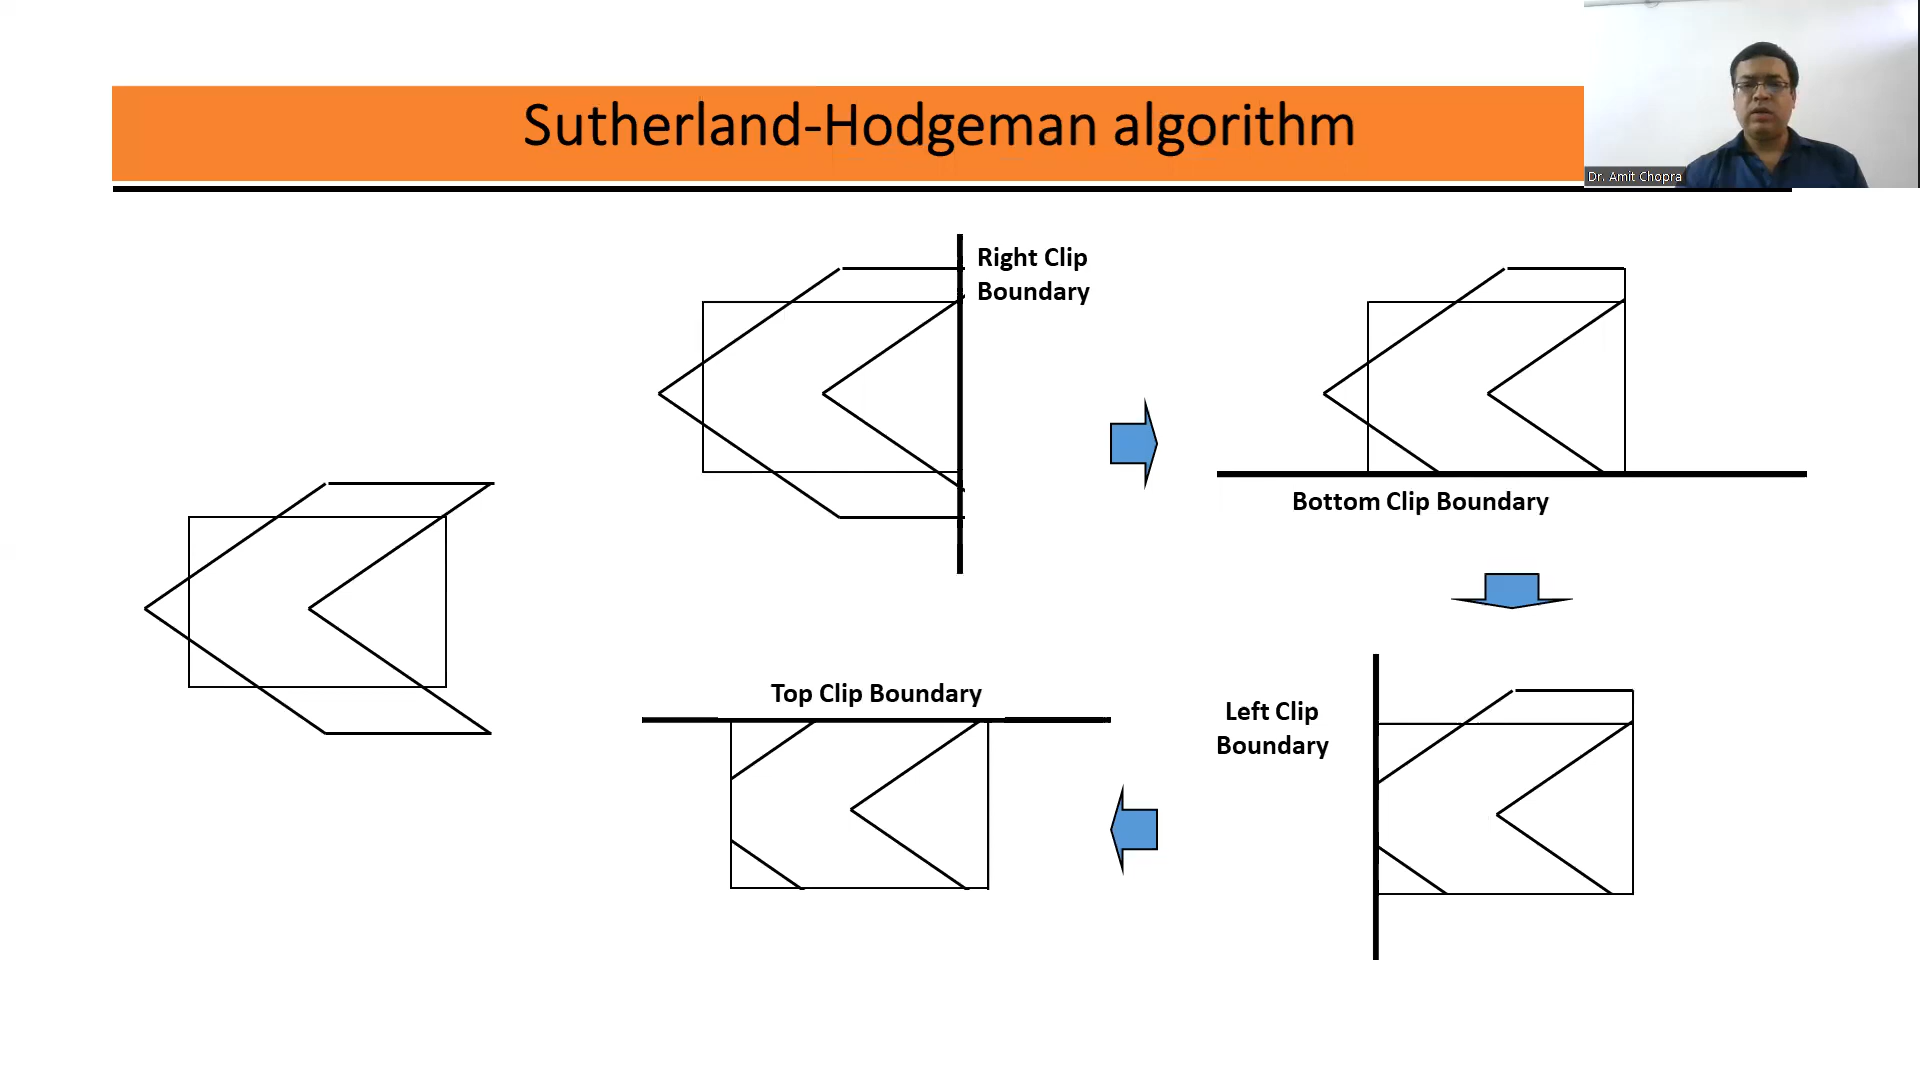 Sutherland-Hodgeman algorithm
Dr. Amit Chopra
Right Clip
Boundary
Bottom Clip Boundary
Left Clip
Boundary
Top Clip Boundary